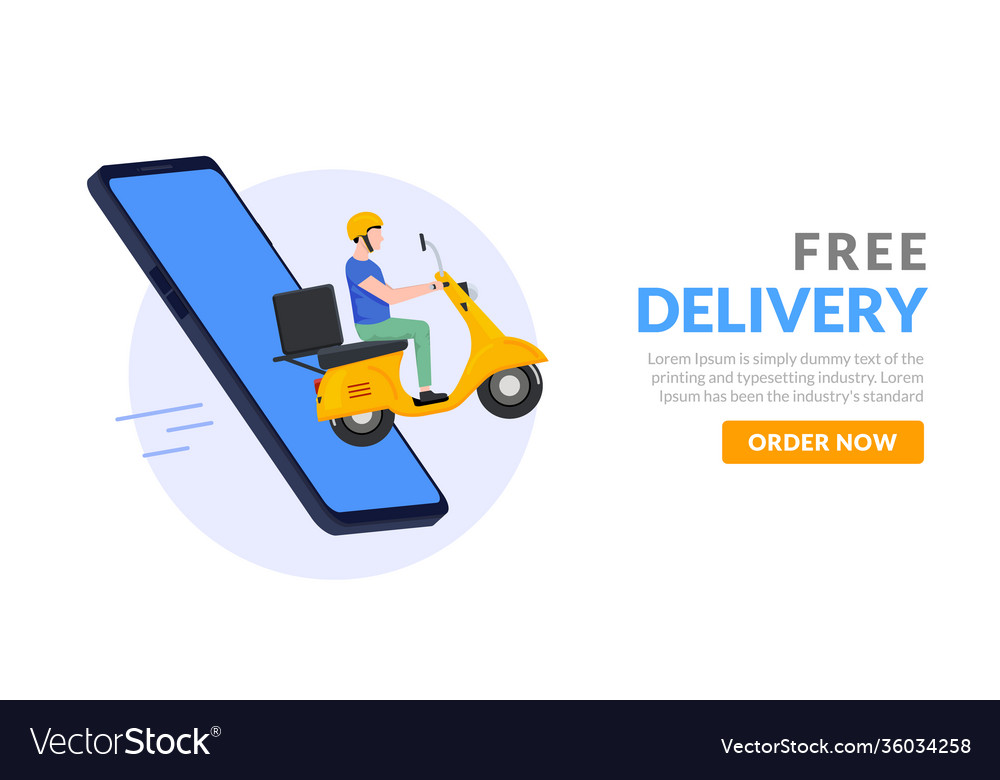 FREE
DELIVERY
Lorem Ipsum is simply dummy text of the
printing and typesetting industry. Lorem
Ipsum has been the industry's standard
ORDER NOW
VectorStock®
VectorStock.com/36034258